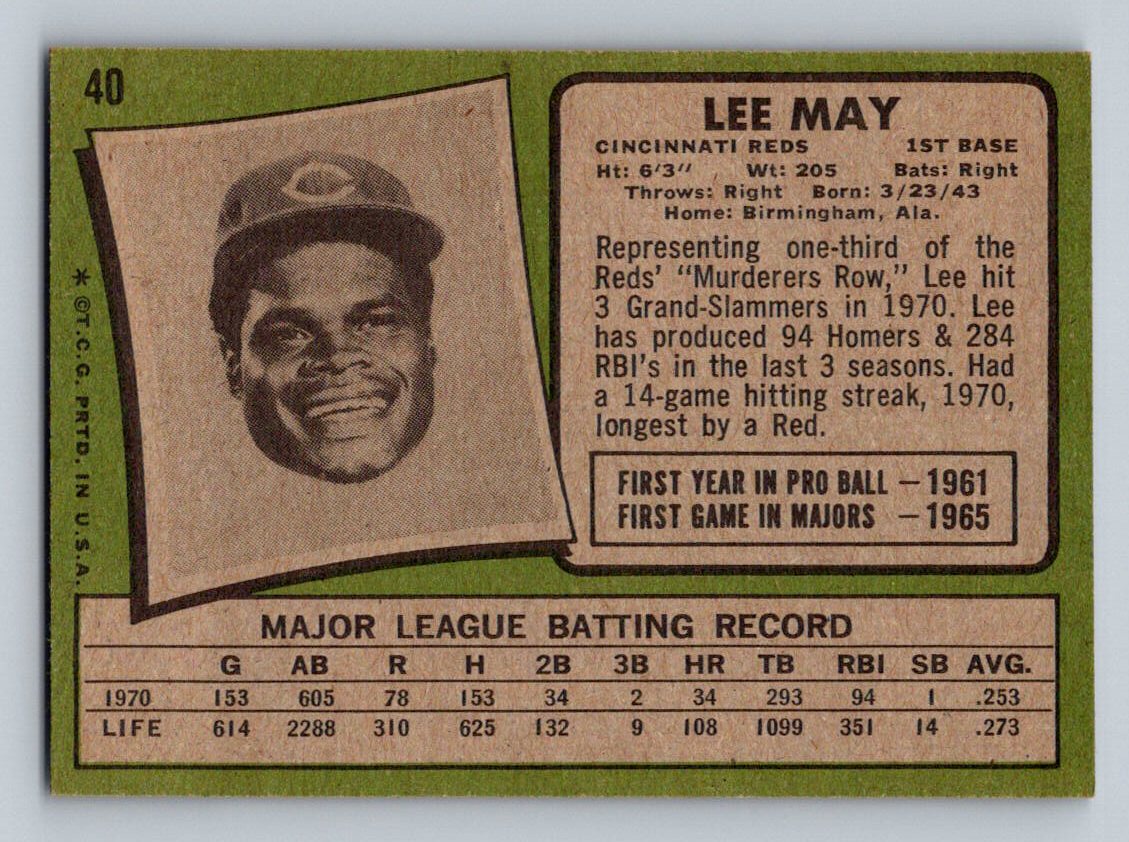 40
LEE MAY
CINCINNATI REDS 1ST BASE
Ht: 6'3" Wt: 205 Bats: Right
Throws: Right Born: 3/23/43
Home: Birmingham, Ala.
Representing one-third of the
Reds' "Murderers Row," Lee hit
3 Grand-Slammers in 1970. Lee
has produced 94 Homers & 284
RBI's in the last 3 seasons. Had
a 14-game hitting streak, 1970,
longest by a Red.
FIRST YEAR IN PRO BALL – 1961
FIRST GAME IN MAJORS – 1965
* ©T.C.G. PRTD. IN U.S.A.
MAJOR LEAGUE BATTING RECORD
G AB R H 2B 3B HR TB RBI SB AVG.
1970 153 605 78 153 34 2 34 293 94 1 .253
LIFE 614 2288 310 625 132 9 108 1099 351 14 .273